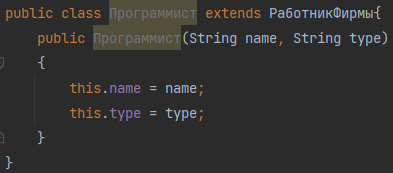 public class Программист extends РаботникФирмы{
public Программист(String name, String type)
{
this.name = name;
this.type = type;
}
}